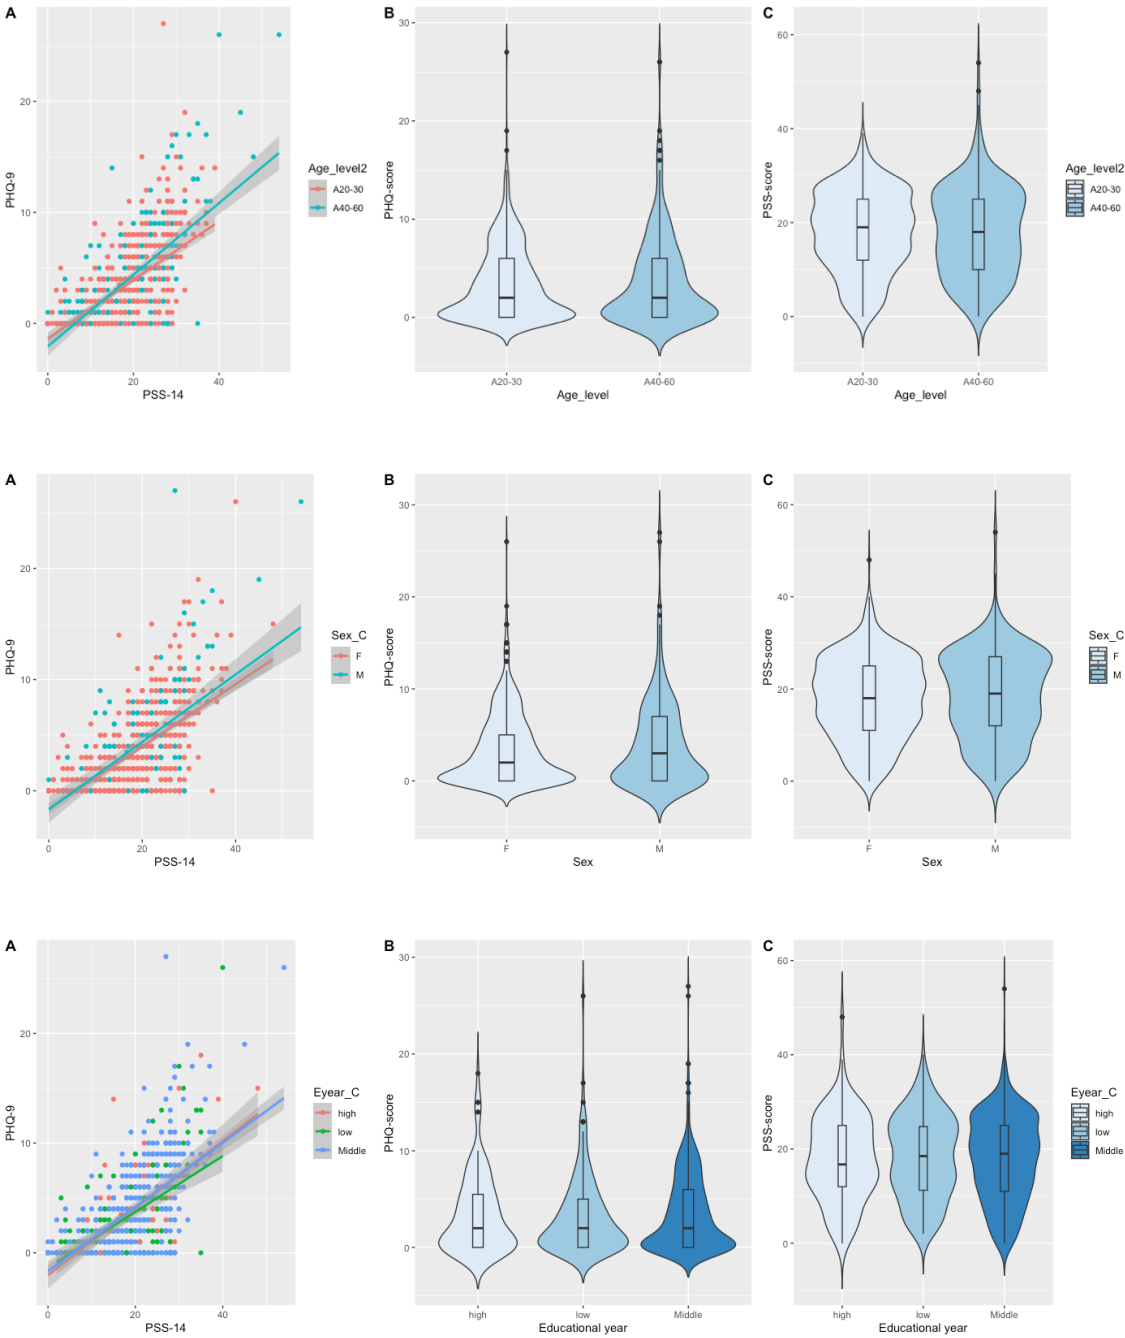 A
PHQ-9
20
10
0
0
20
40
PSS-14
Age_level2
A20-30
A40-60
B
PHQ-score
30
20
10
0
A20-30
A40-60
Age_level
C
PSS-score
60
40
20
0
A20-30
A40-60
Age_level
Age_level2
A20-30
A40-60
A
PHQ-9
20
10
0
0
20
40
PSS-14
Sex_C
F
M
B
PHQ-score
30
20
10
0
F
M
Sex
C
PSS-score
60
40
20
0
F
M
Sex
Sex_C
F
M
A
PHQ-9
20
10
0
0
20
40
PSS-14
Eyear_C
high
low
Middle
B
PHQ-score
30
20
10
0
high
low
Middle
Educational year
C
PSS-score
60
40
20
0
high
low
Middle
Educational year
Eyear_C
high
low
Middle